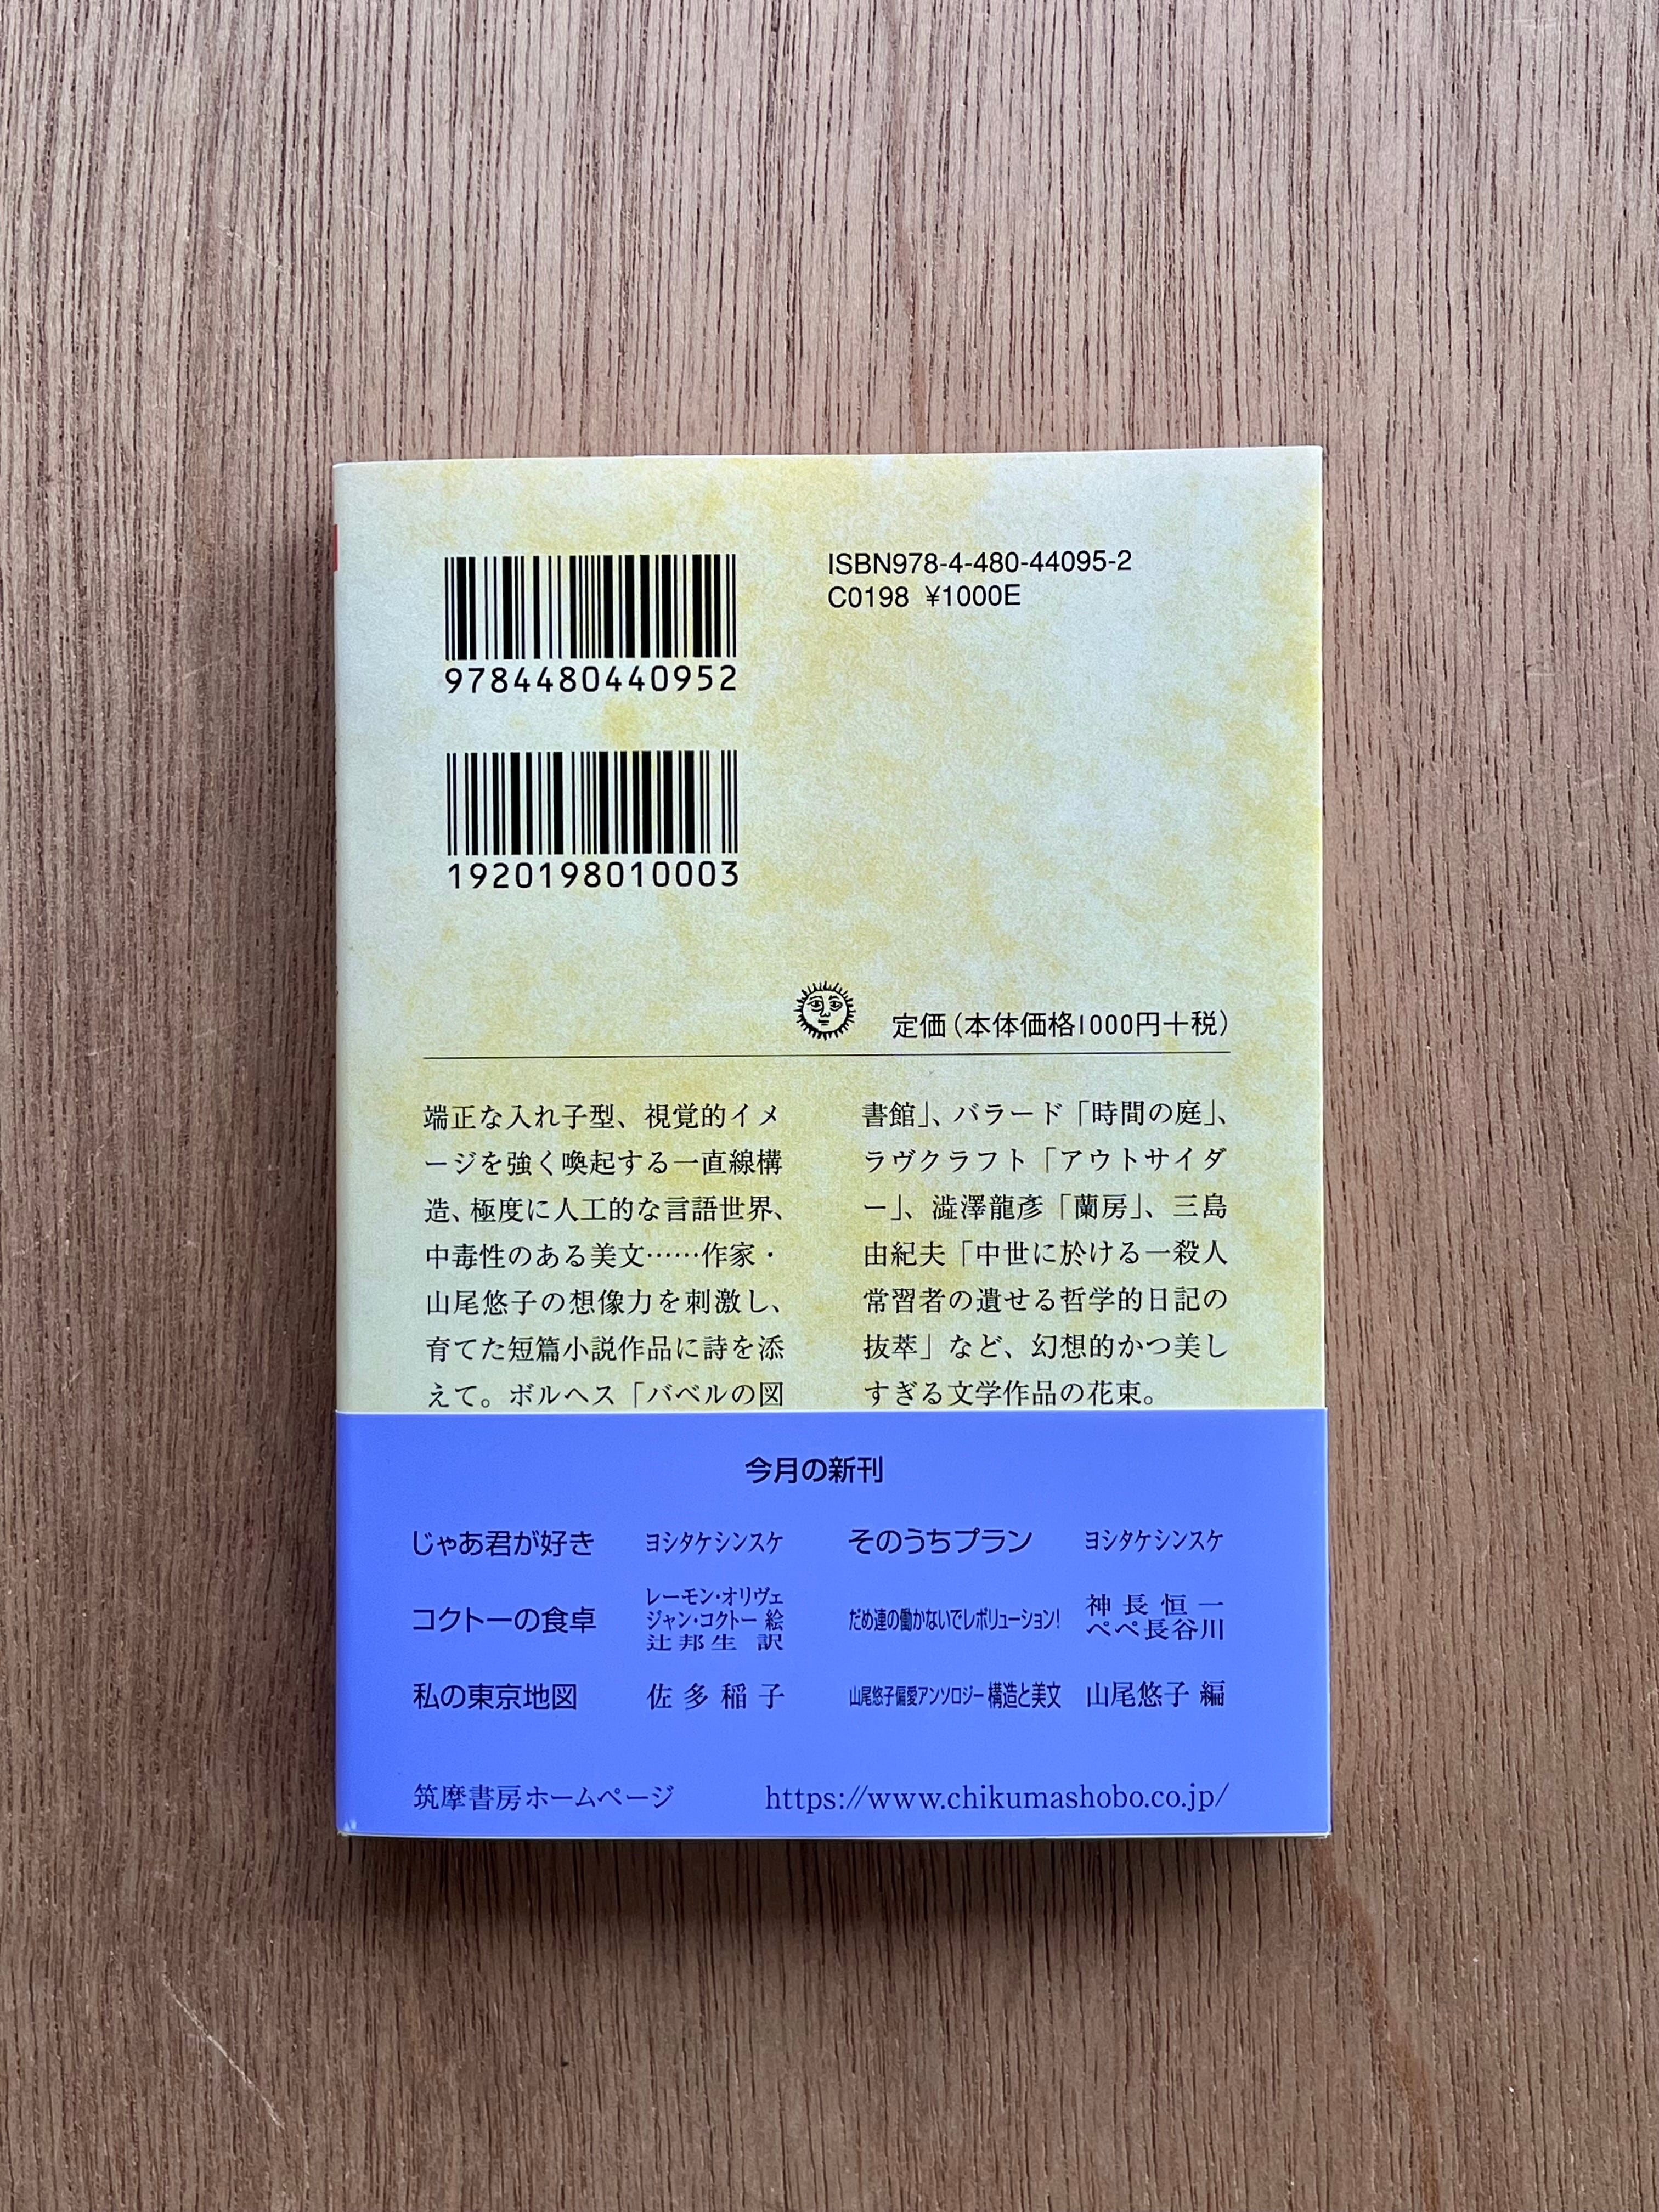 ISBN978-4-480-44095-2
C0198 ¥1000E
9784480440952
1920198010003
定価(本体価格1000円+税)
端正な入れ子型、視覚的イメ
ージを強く喚起する一直線構
造、極度に人工的な言語世界、
中毒性のある美文……作家・
山尾悠子の想像力を刺激し、
育てた短篇小説作品に詩を添
えて。ボルヘス「バベルの図
書館」、バラード「時間の庭」、
ラヴクラフト「アウトサイダ
ー」、澁澤龍彥「蘭房」、三島
由紀夫「中世に於ける一殺人
常習者の遺せる哲学的日記の
抜萃」など、幻想的かつ美し
すぎる文学作品の花束。
今月の新刊
じゃあ君が好き ヨシタケシンスケ
コクトーの食卓 レーモン・オリヴェ
ジャン・コクトー 絵
辻邦生 訳
私の東京地図 佐多稲子
そのうちプラン ヨシタケシンスケ
だめ連の働かないでレボリューション! 神長恒一
ペペ長谷川
山尾悠子偏愛アンソロジー 構造と美文 山尾悠子 編
筑摩書房ホームページ https://www.chikumashobo.co.jp/